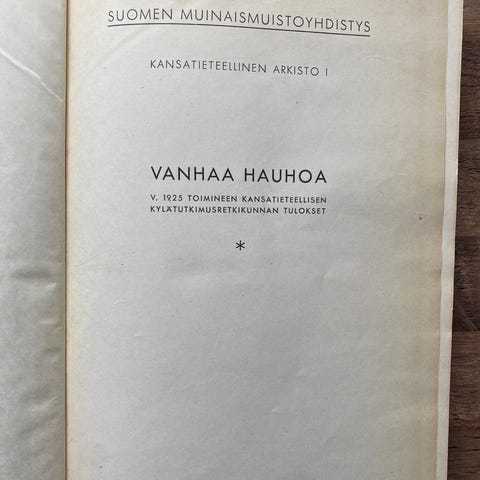 SUOMEN MUINAISMUISTOYHDISTYS
KANSATIETEELLINEN ARKISTO I
VANHAA HAUHOA
V. 1925 TOIMINEEN KANSATIETEELLISEN
KYLÄTUTKIMUSRETKIKUNNAN TULOKSET
*